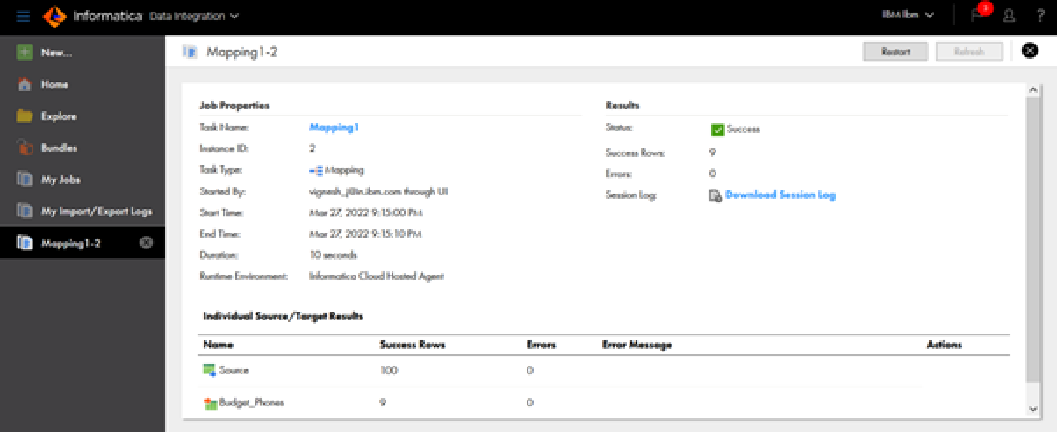 Informatica Data Integration
IBM Ibm
?
New...
Home
Explore
Bundles
My Jobs
My Import/Export Logs
Mapping1-2
Mapping1-2
Restart
Refresh
Job Properties
Task Name: Mapping1
Instance ID: 2
Task Type: Mapping
Started By: vignesh_j@in.ibm.com through UI
Start Time: Mar 27, 2022 9:15:00 PM
End Time: Mar 27, 2022 9:15:10 PM
Duration: 10 seconds
Runtime Environment: Informatica Cloud Hosted Agent
Results
Status: Success
Success Rows: 9
Errors: 0
Session Log: Download Session Log
Individual Source/Target Results
Name Success Rows Errors Error Message Actions
Source 100 0
Budget_Phones 9 0